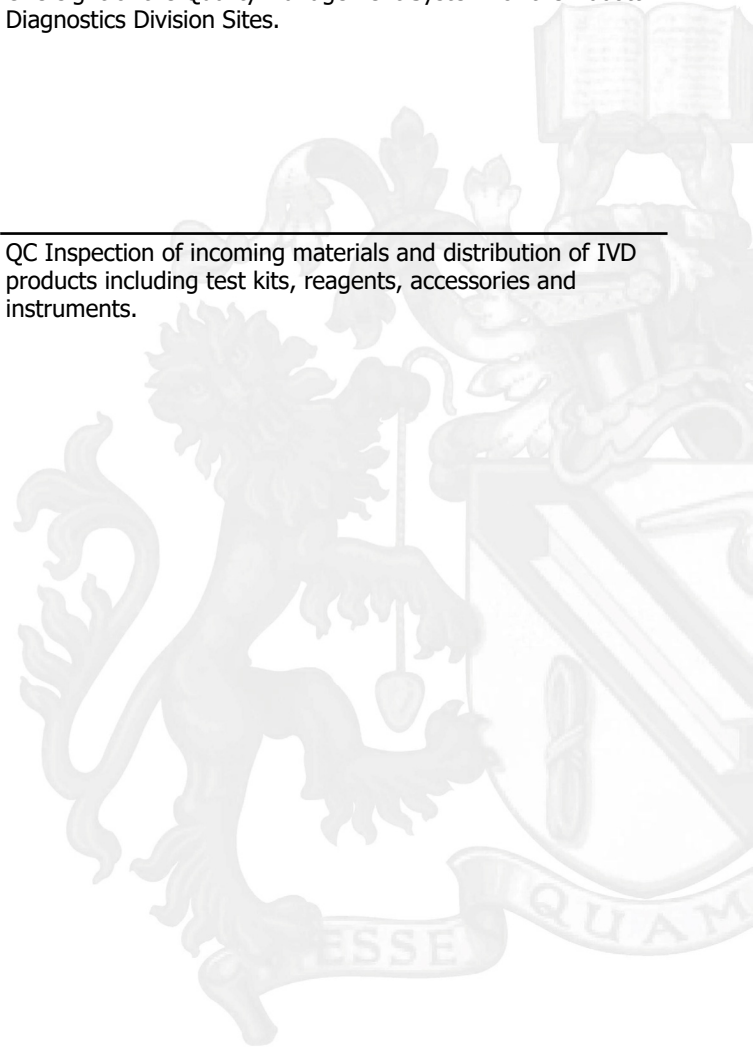 Diagnostics Division Sites.
QC Inspection of incoming materials and distribution of IVD
products including test kits, reagents, accessories and
instruments.
ESSE
QUAM